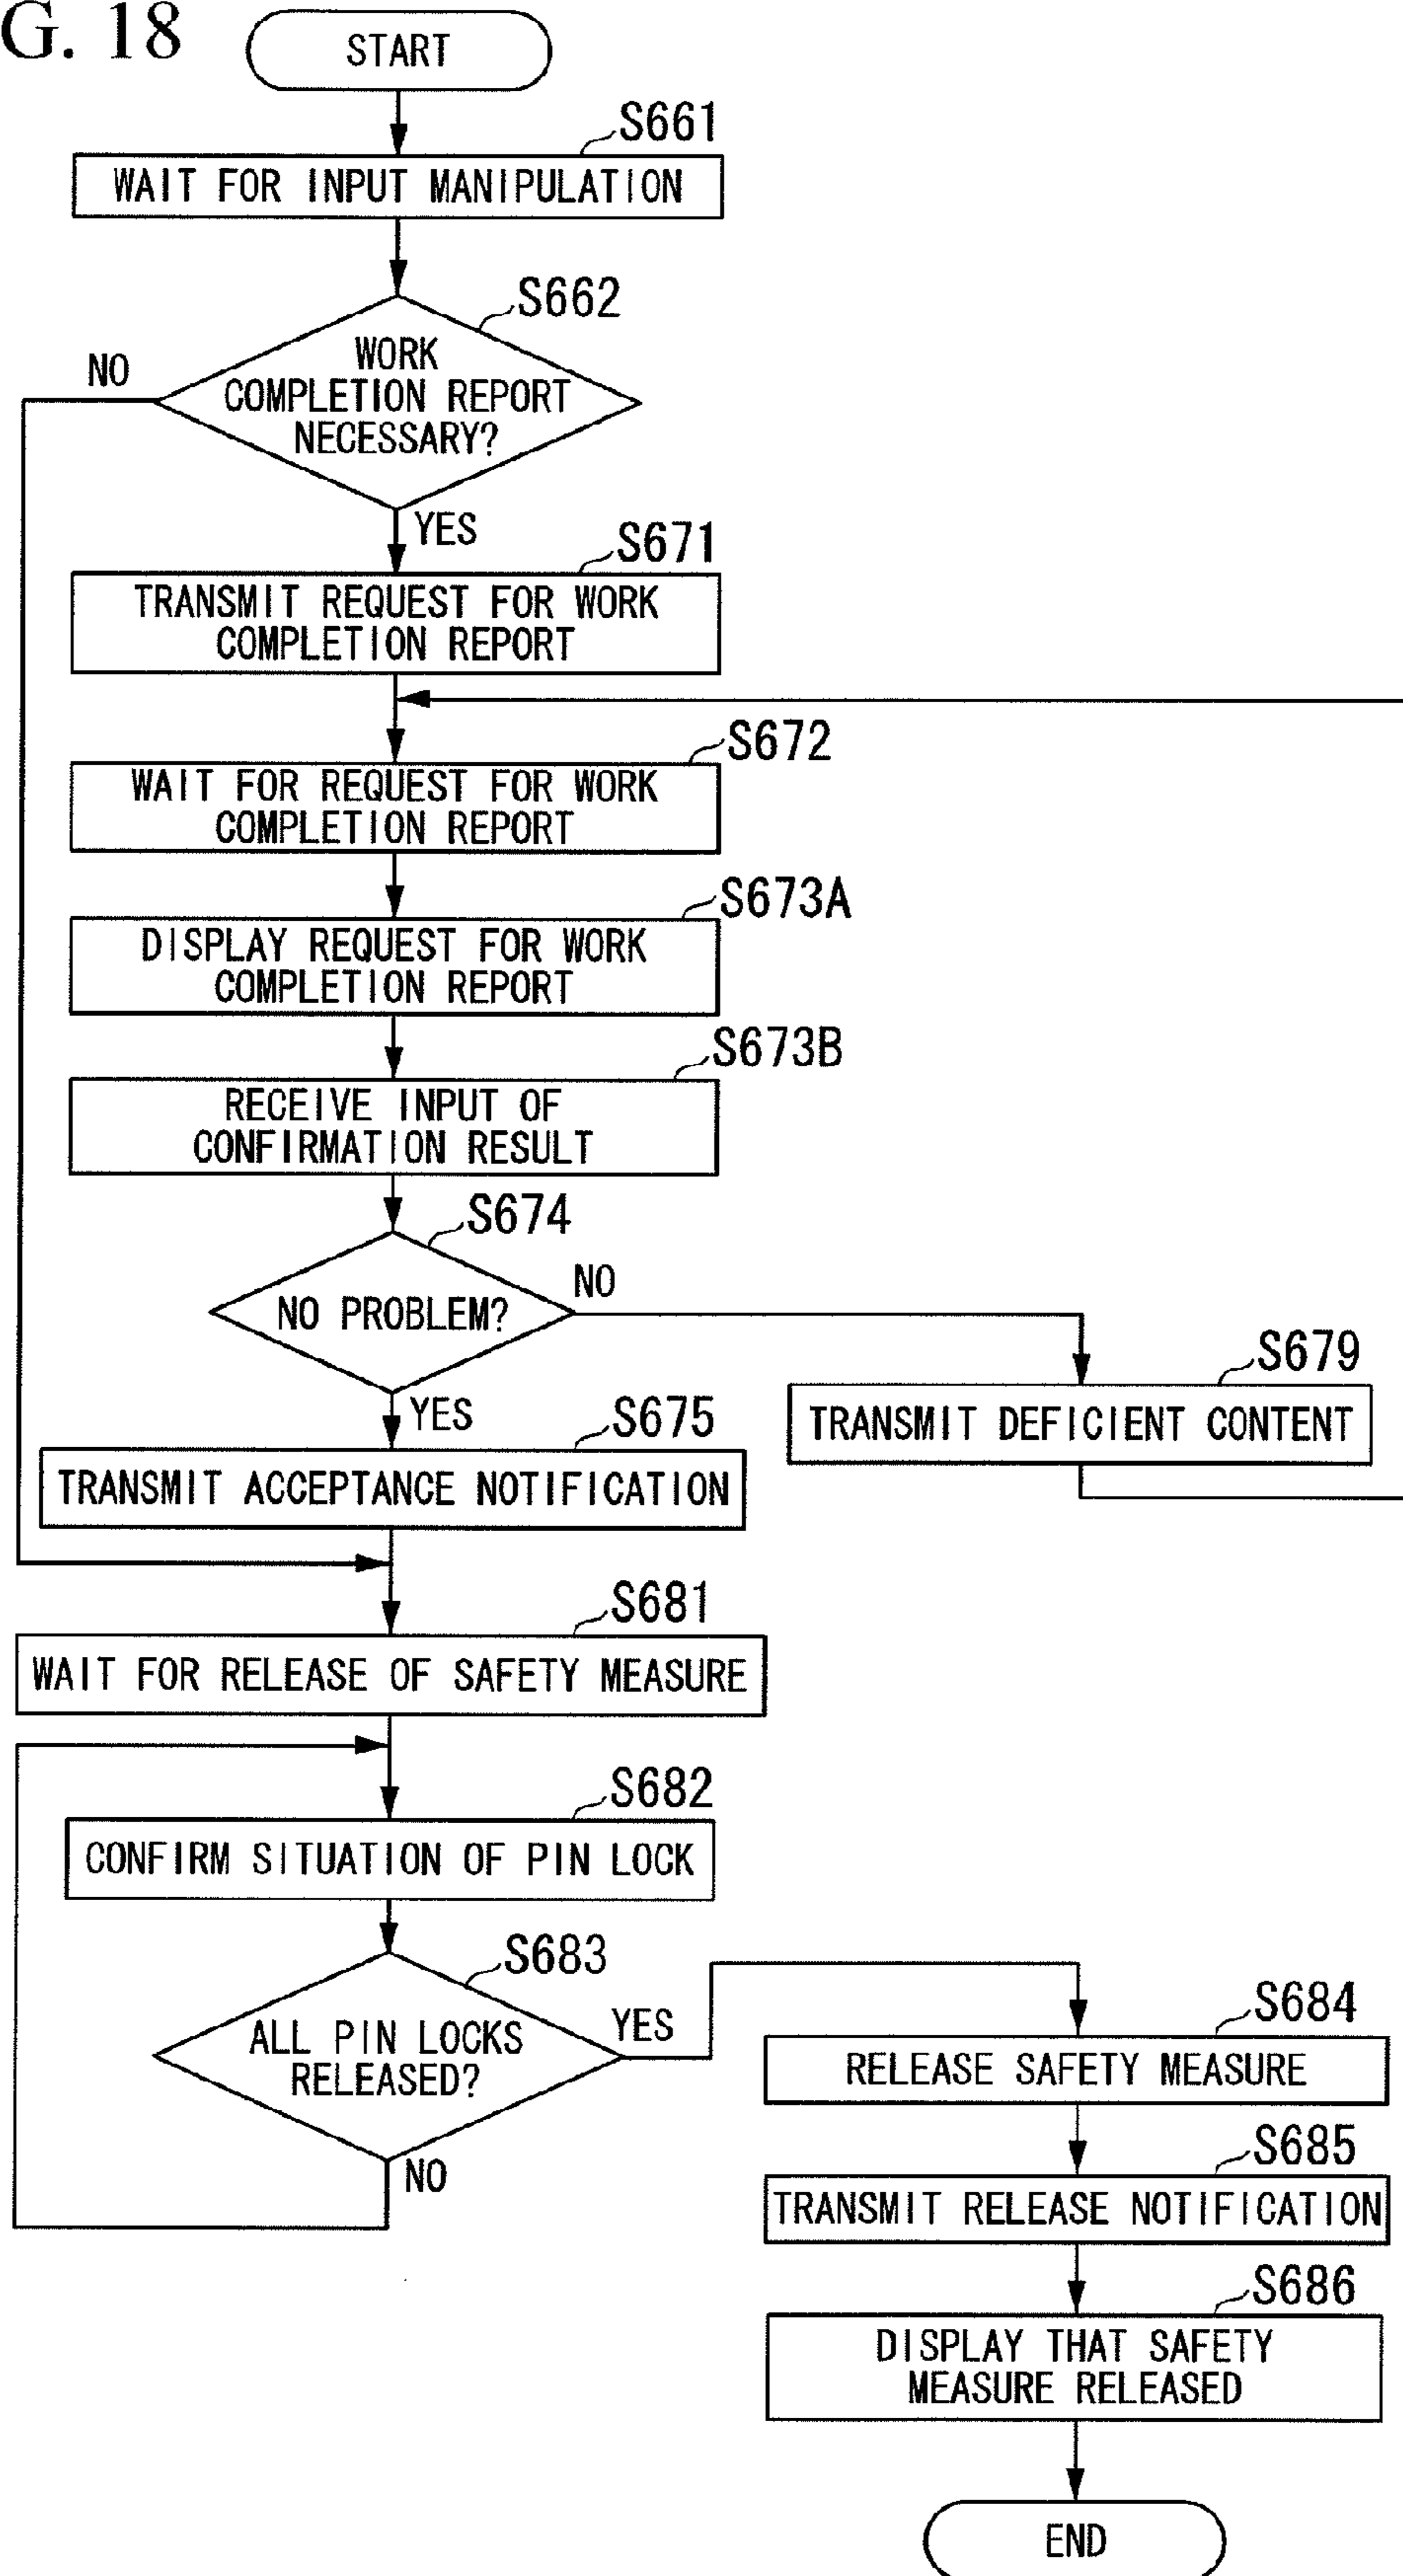 G. 18
START
S661
WAIT FOR INPUT MANIPULATION
S662
WORK
COMPLETION REPORT
NECESSARY?
NO
YES
S671
TRANSMIT REQUEST FOR WORK
COMPLETION REPORT
S672
WAIT FOR REQUEST FOR WORK
COMPLETION REPORT
S673A
DISPLAY REQUEST FOR WORK
COMPLETION REPORT
S673B
RECEIVE INPUT OF
CONFIRMATION RESULT
S674
NO PROBLEM?
NO
YES
S679
TRANSMIT DEFICIENT CONTENT
S675
TRANSMIT ACCEPTANCE NOTIFICATION
S681
WAIT FOR RELEASE OF SAFETY MEASURE
S682
CONFIRM SITUATION OF PIN LOCK
S683
ALL PIN LOCKS
RELEASED?
YES
NO
S684
RELEASE SAFETY MEASURE
S685
TRANSMIT RELEASE NOTIFICATION
S686
DISPLAY THAT SAFETY
MEASURE RELEASED
END